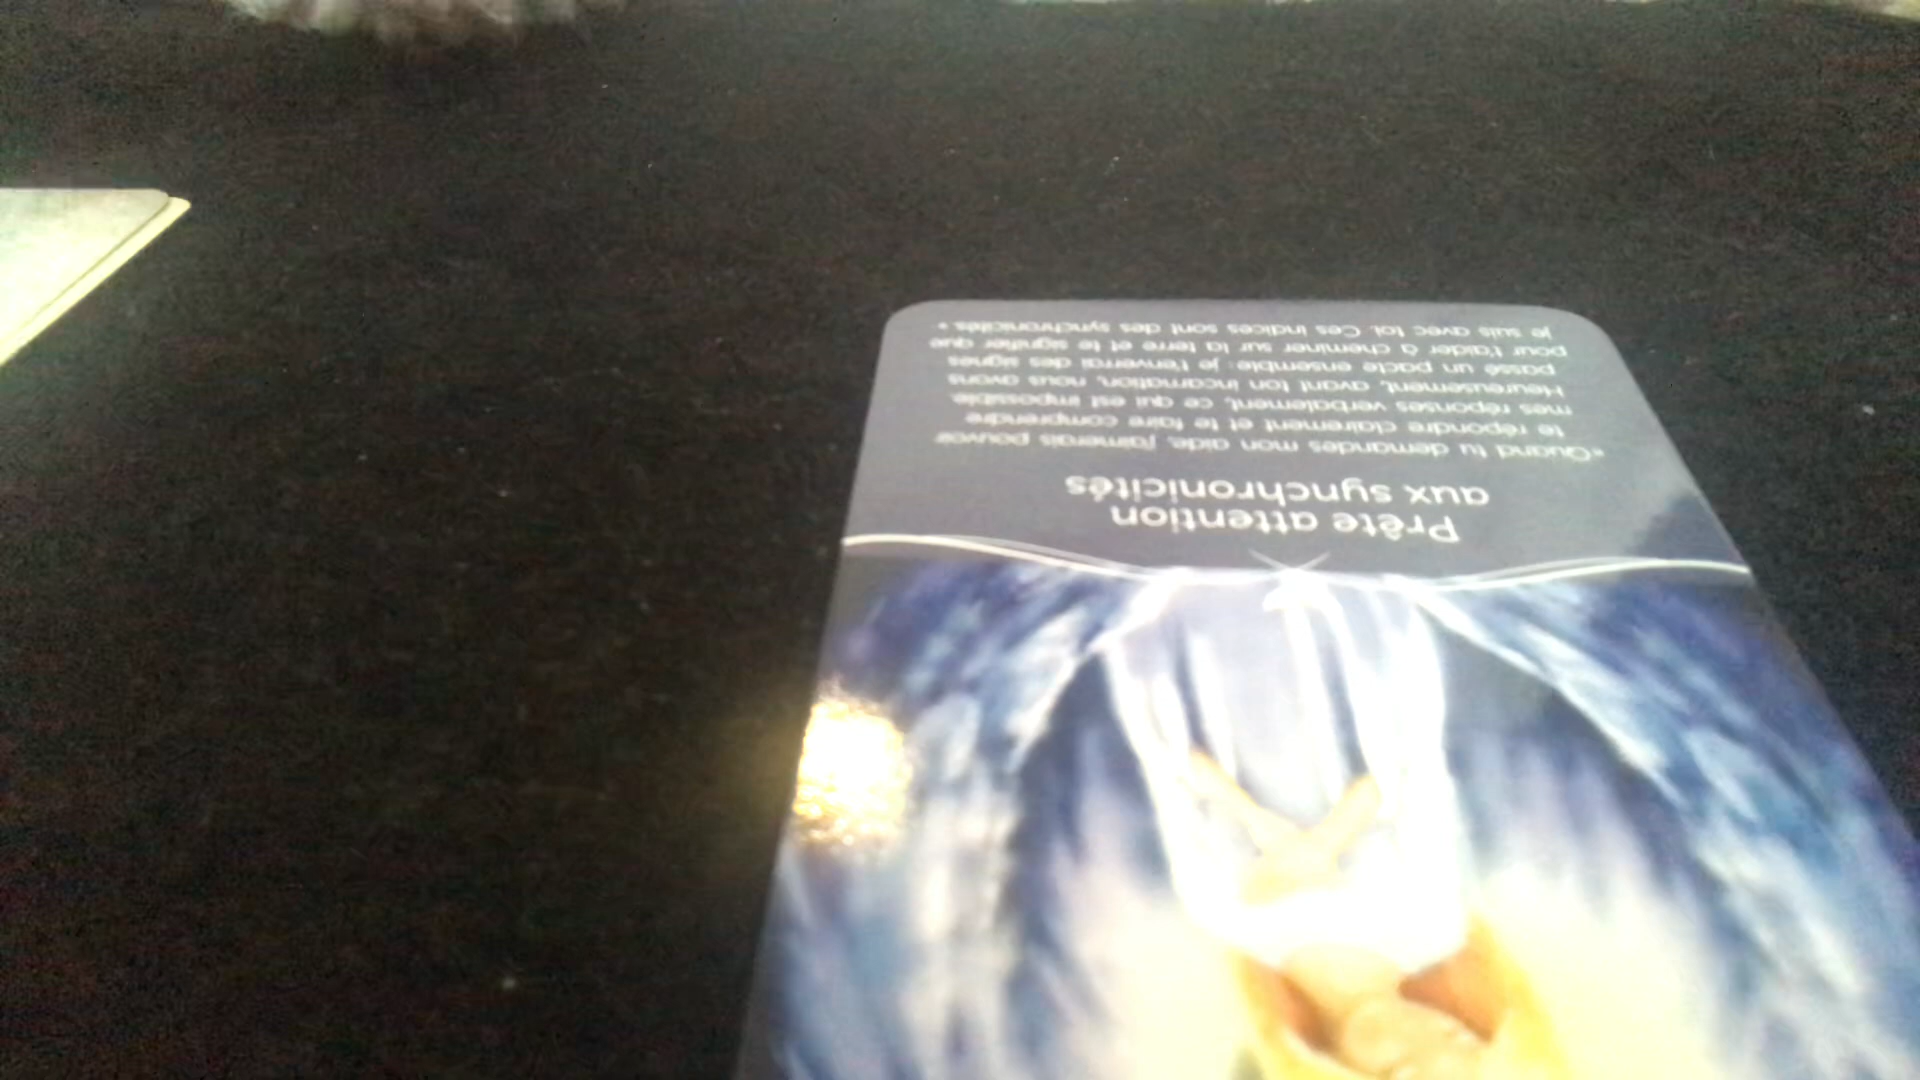 Prête attention
aux synchronicités
«Quand tu demandes mon aide, j'aimerais pouvoir
te répondre clairement et te faire comprendre
mes réponses verbalement, ce qui est impossible.
Heureusement, avant ton incarnation, nous avons
passé un pacte ensemble: je t'enverrai des signes
pour t'aider à cheminer sur la terre et te signifier que
je suis avec toi. Ces indices sont des synchronicités.»